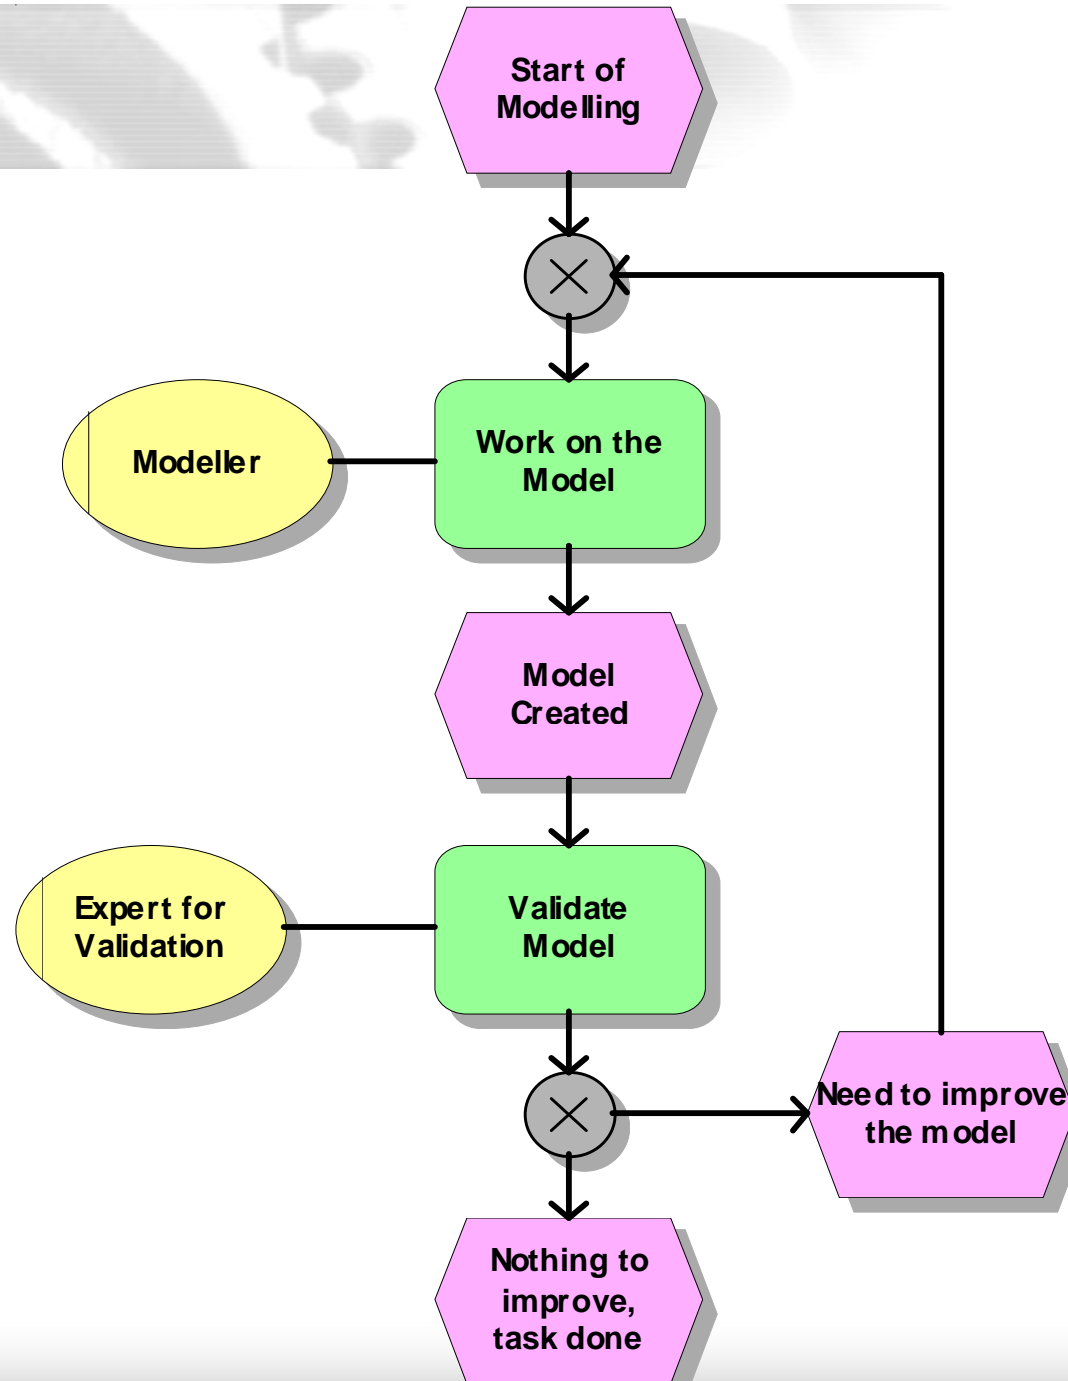 Start of
Modelling
Work on the
Model
Modeller
Model
Created
Validate
Model
Expert for
Validation
Need to improve
the model
Nothing to
improve,
task done